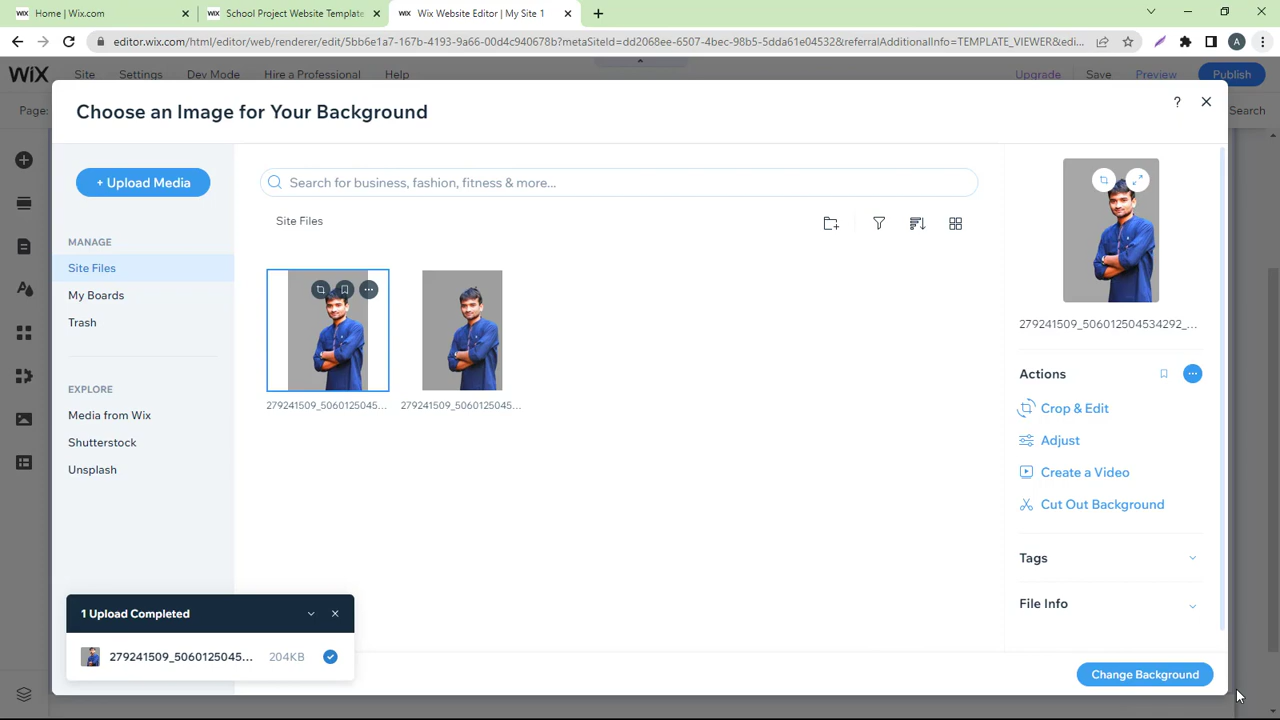 Home | Wix.com
School Project Website Template
Wix Website Editor | My Site 1
editor.wix.com/html/editor/web/renderer/edit/5bb6e1a7-167b-4193-9a66-00d4c940678b?metaSiteId=dd2068ee-6507-4bec-98b5-5dda61e04532&referralAdditionalInfo=TEMPLATE_VIEWER&edi...
A
WiX Site Settings Dev Mode Hire a Professional Help Upgrade Save Preview Publish
Page: Search
Choose an Image for Your Background
?
+ Upload Media
Search for business, fashion, fitness & more...
Site Files
MANAGE
Site Files
My Boards
Trash
EXPLORE
Media from Wix
Shutterstock
Unsplash
279241509_5060125045...
279241509_5060125045...
279241509_506012504534292_...
Actions
Crop & Edit
Adjust
Create a Video
Cut Out Background
Tags
File Info
1 Upload Completed
279241509_5060125045... 204KB
Change Background